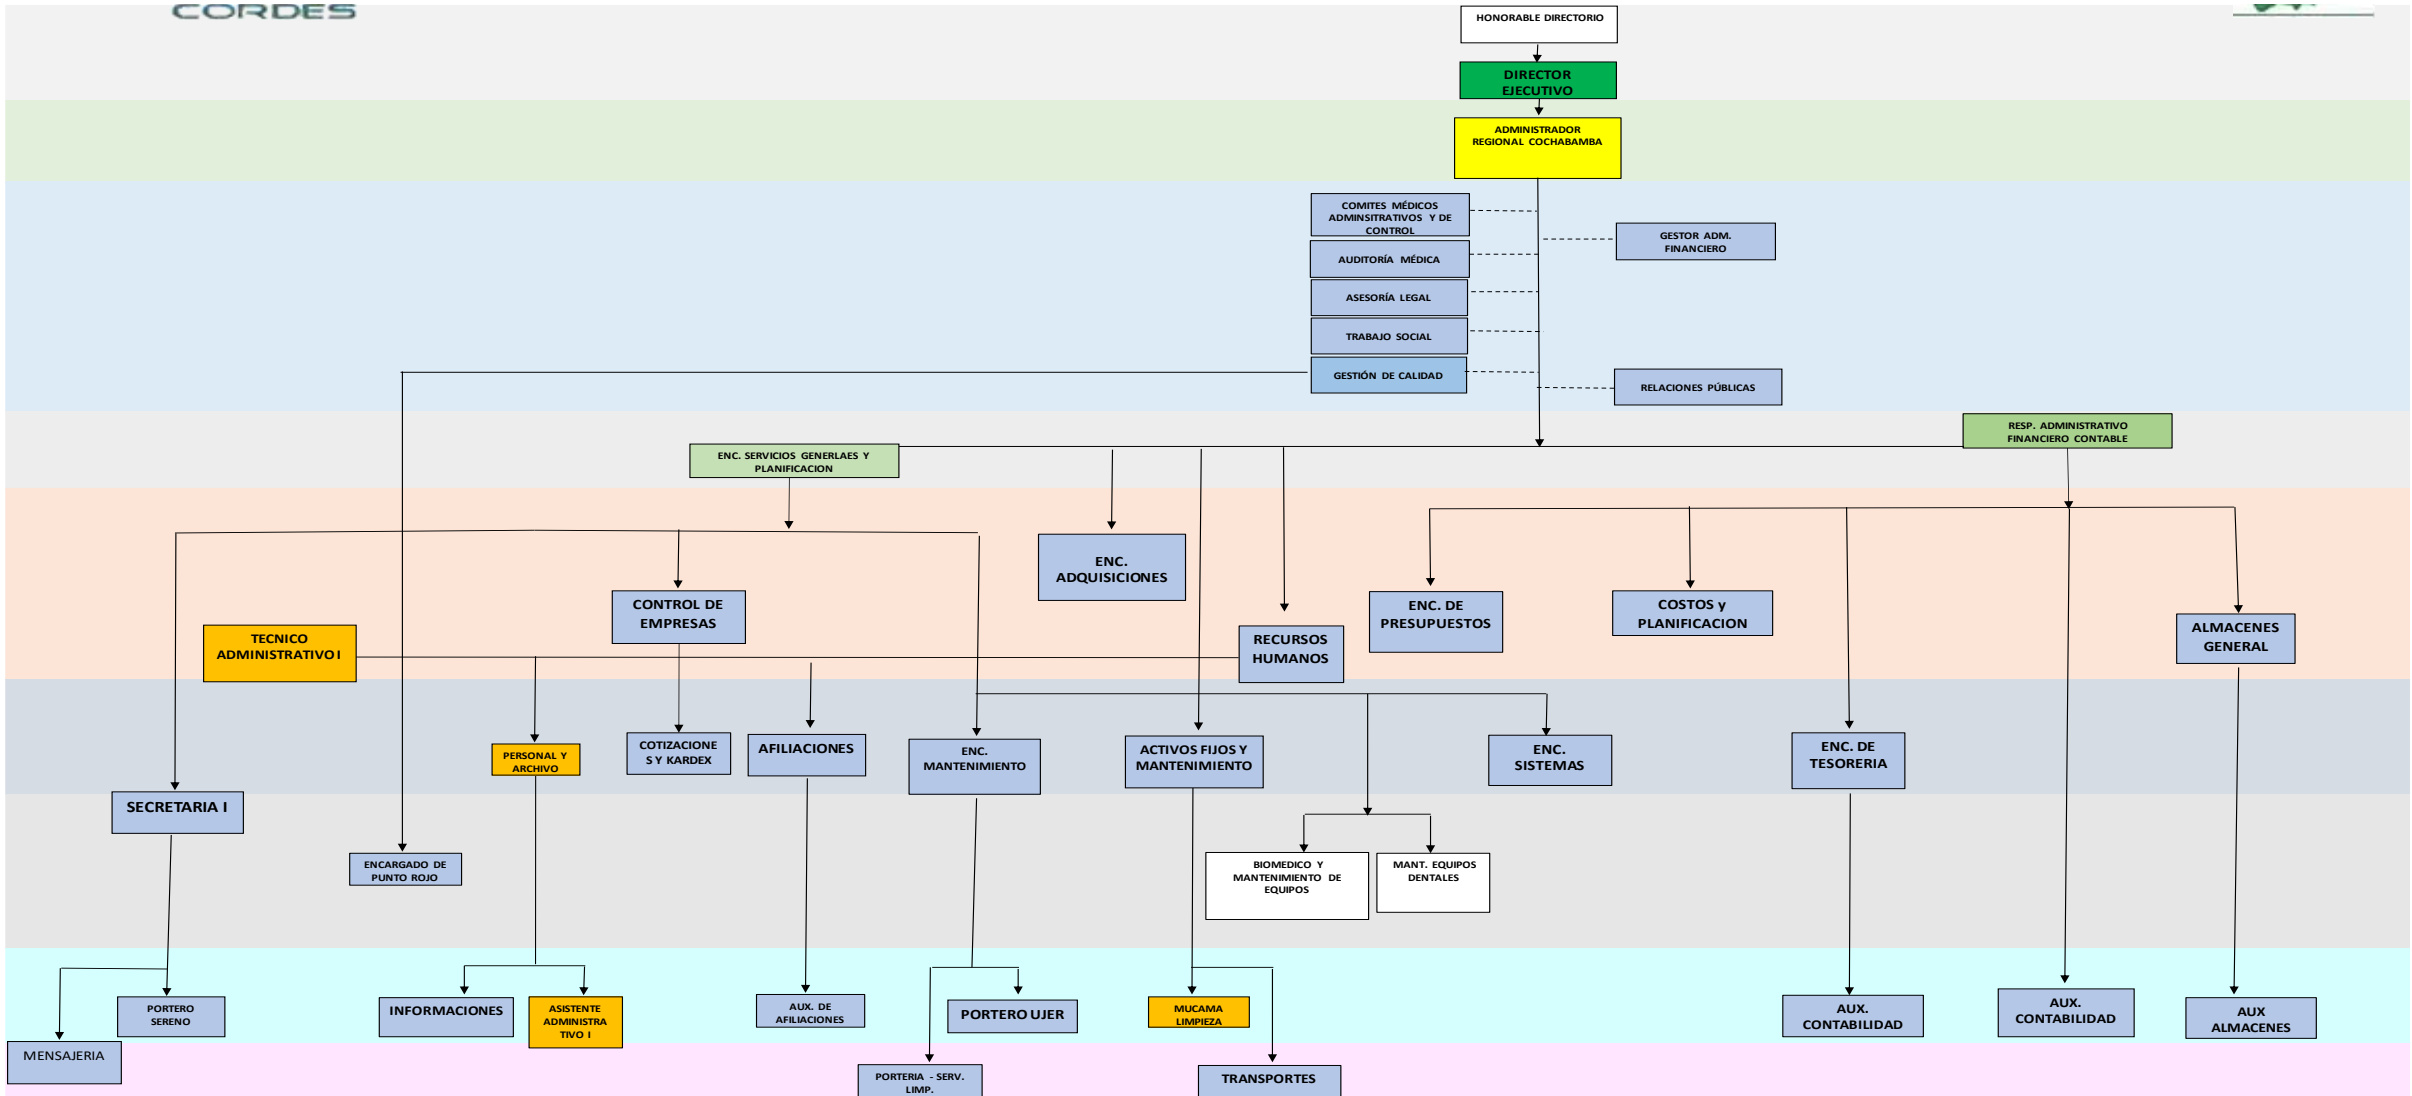 CORDES
HONORABLE DIRECTORIO
DIRECTOR
EJECUTIVO
ADMINISTRADOR
REGIONAL COCHABAMBA
COMITES MÉDICOS
ADMINSITRATIVOS Y DE
CONTROL
GESTOR ADM.
FINANCIERO
AUDITORÍA MÉDICA
ASESORÍA LEGAL
TRABAJO SOCIAL
GESTIÓN DE CALIDAD
RELACIONES PÚBLICAS
RESP. ADMINISTRATIVO
FINANCIERO CONTABLE
ENC. SERVICIOS GENERLAES Y
PLANIFICACION
ENC.
ADQUISICIONES
CONTROL DE
EMPRESAS
ENC. DE
PRESUPUESTOS
COSTOS y
PLANIFICACION
TECNICO
ADMINISTRATIVO I
RECURSOS
HUMANOS
ALMACENES
GENERAL
PERSONAL Y
ARCHIVO
COTIZACIONE
S Y KARDEX
AFILIACIONES
ENC.
MANTENIMIENTO
ACTIVOS FIJOS Y
MANTENIMIENTO
ENC.
SISTEMAS
ENC. DE
TESORERIA
SECRETARIA I
ENCARGADO DE
PUNTO ROJO
BIOMEDICO Y
MANTENIMIENTO DE
EQUIPOS
MANT. EQUIPOS
DENTALES
PORTERO
SERENO
INFORMACIONES
ASISTENTE
ADMINISTRA
TIVO I
AUX. DE
AFILIACIONES
PORTERO UJER
MUCAMA
LIMPIEZA
AUX.
CONTABILIDAD
AUX.
CONTABILIDAD
AUX
ALMACENES
MENSAJERIA
PORTERIA - SERV.
LIMP.
TRANSPORTES